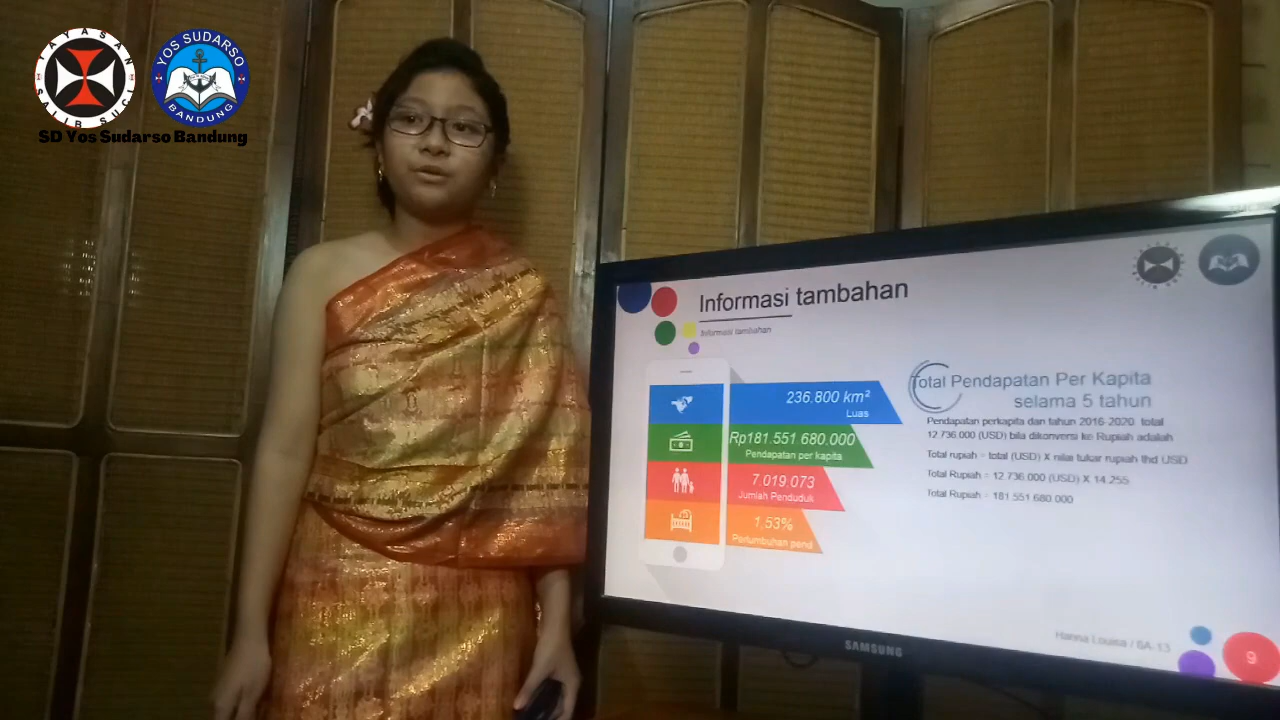 YAYASAN
SALIB SUCI
YOS SUDARSO
BANDUNG
SD Yos Sudarso Bandung
Informasi tambahan
Informasi tambahan
236.800 km²
Luas
Rp181.551.680.000
Pendapatan per kapita
7.019.073
Jumlah Penduduk
1,53%
Pertumbuhan pend
Total Pendapatan Per Kapita
selama 5 tahun
Pendapatan perkapita dari tahun 2016-2020 total
12.736.000 (USD) bila dikonversi ke Rupiah adalah
Total rupiah = total (USD) X nilai tukar rupiah thd USD
Total Rupiah = 12.736.000 (USD) X 14.255
Total Rupiah = 181.551.680.000
Hanna Louisa / 6A-13
9
SAMSUNG